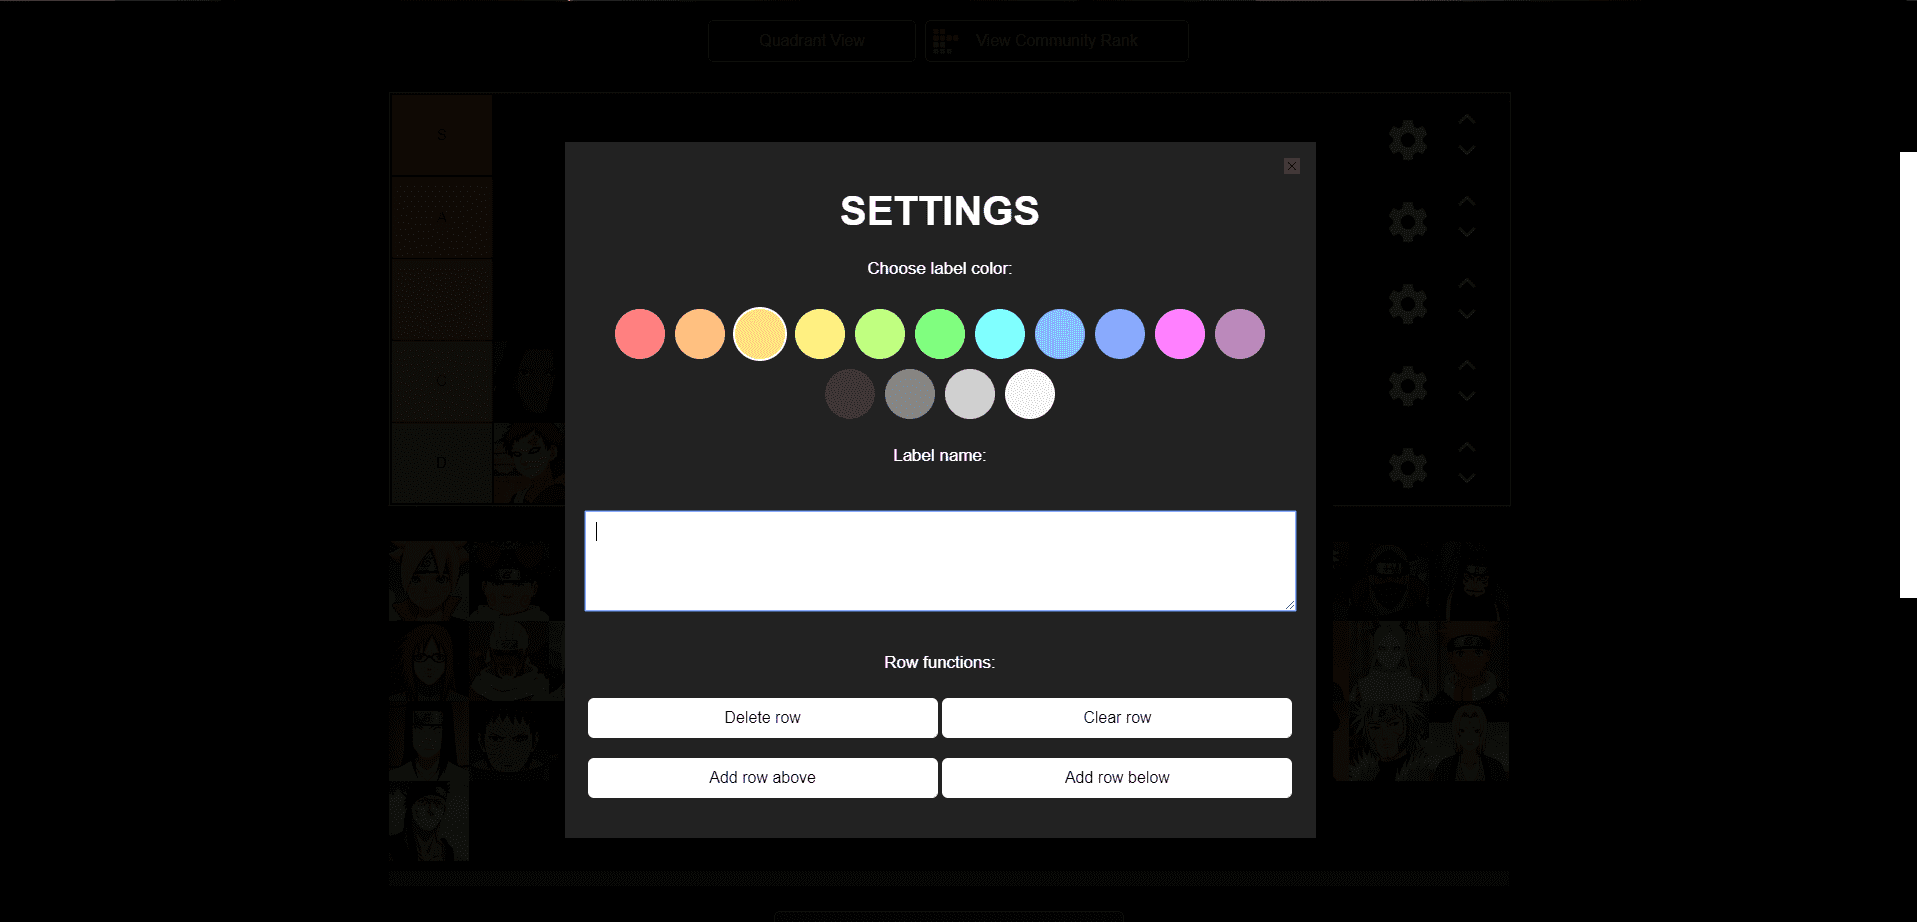 Quadrant View
View Community Rank
S
A
C
D
SETTINGS
Choose label color:
Label name:
Row functions:
Delete row
Clear row
Add row above
Add row below